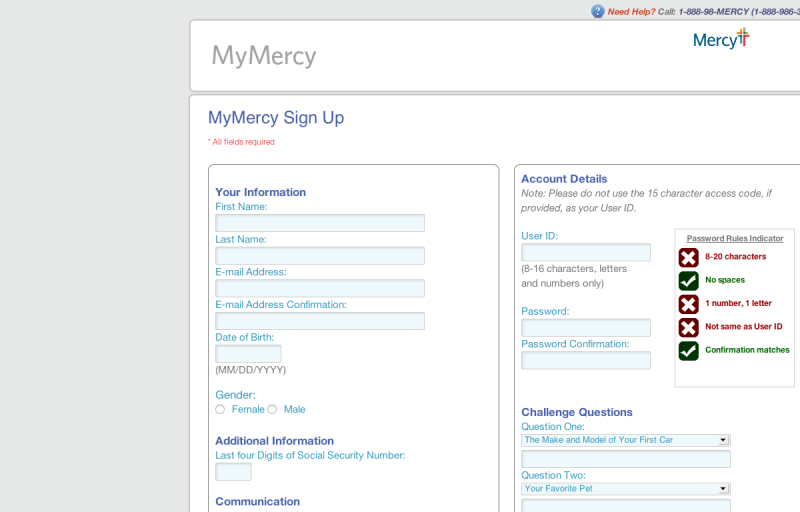 Need Help? Call: 1-888-98-MERCY (1-888-986-3
MyMercy
Mercy
MyMercy Sign Up
* All fields required
Your Information
First Name:
Last Name:
E-mail Address:
E-mail Address Confirmation:
Date of Birth:
(MM/DD/YYYY)
Gender:
Female
Male
Additional Information
Last four Digits of Social Security Number:
Communication
Account Details
Note: Please do not use the 15 character access code, if
provided, as your User ID.
User ID:
(8-16 characters, letters
and numbers only)
Password:
Password Confirmation:
Password Rules Indicator
8-20 characters
No spaces
1 number, 1 letter
Not same as User ID
Confirmation matches
Challenge Questions
Question One:
The Make and Model of Your First Car
Question Two:
Your Favorite Pet